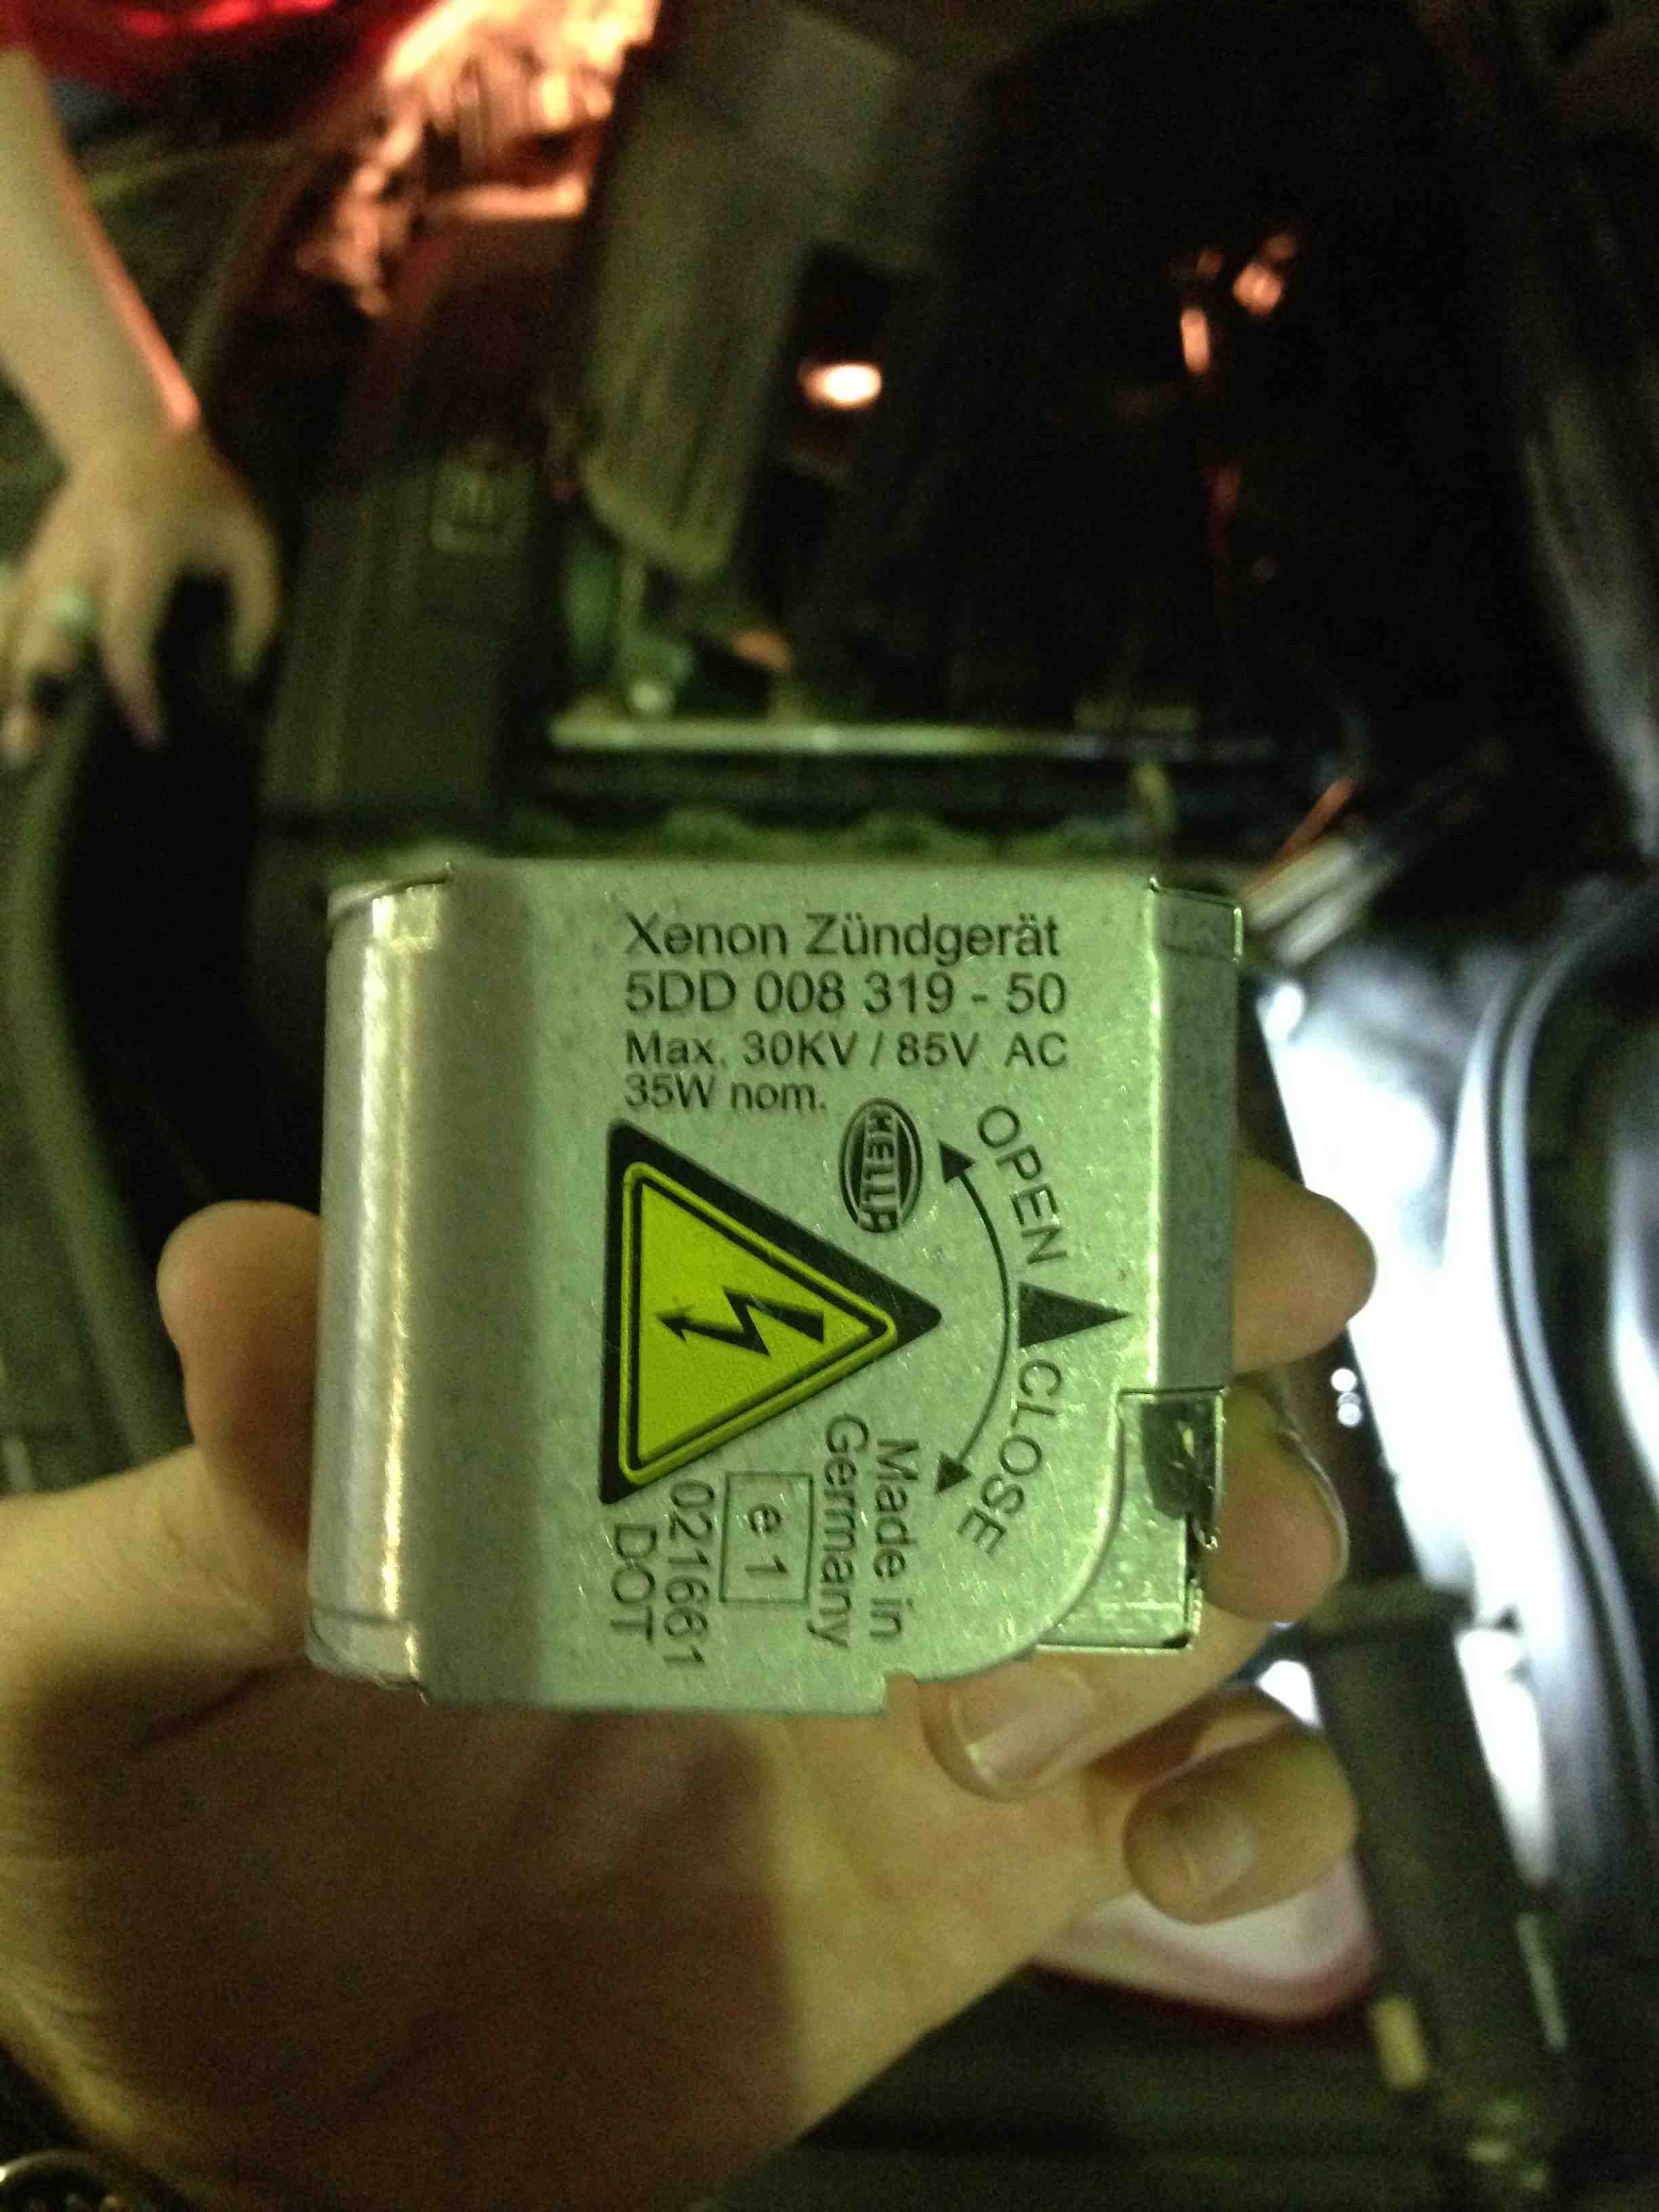 Xenon Zündgerät
5DD 008 319 - 50
Max. 30KV / 85V AC
35W nom.
HELLA
OPEN
CLOSE
Made in
Germany
e 1
021661
DOT